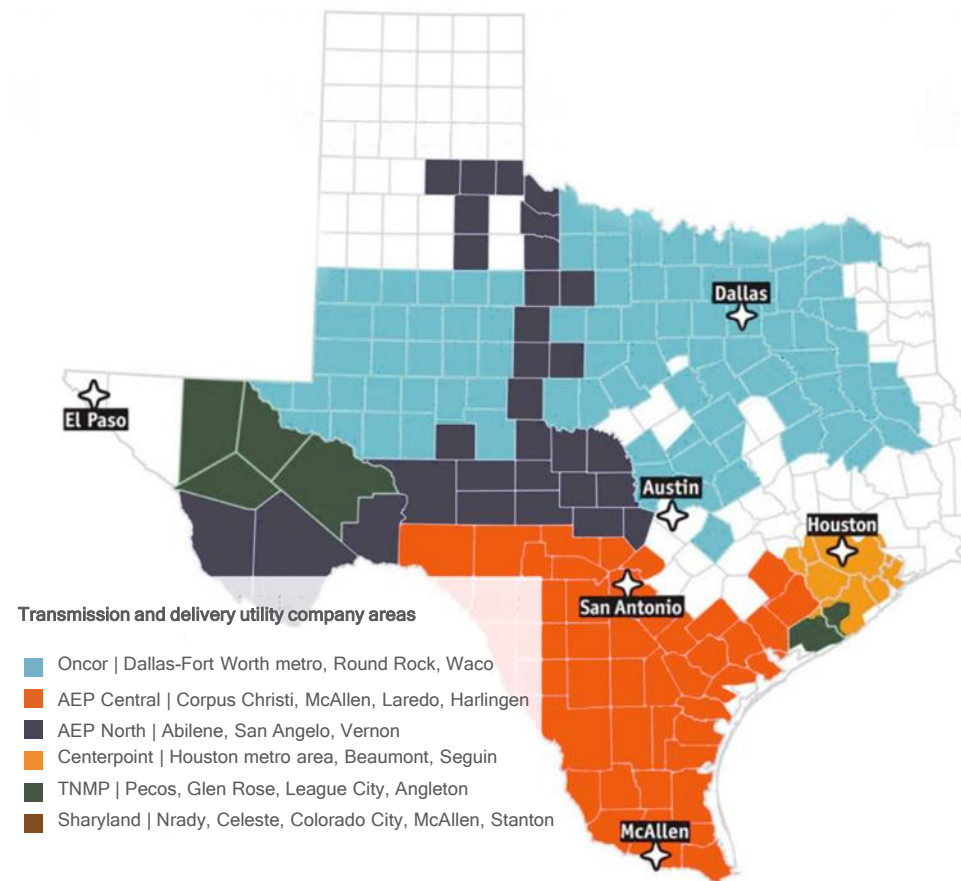 Dallas
El Paso
Austin
Houston
San Antonio
Transmission and delivery utility company areas
Oncor | Dallas-Fort Worth metro, Round Rock, Waco
AEP Central | Corpus Christi, McAllen, Laredo, Harlingen
AEP North | Abilene, San Angelo, Vernon
Centerpoint | Houston metro area, Beaumont, Seguin
TNMP | Pecos, Glen Rose, League City, Angleton
Sharyland | Nrady, Celeste, Colorado City, McAllen, Stanton
McAllen